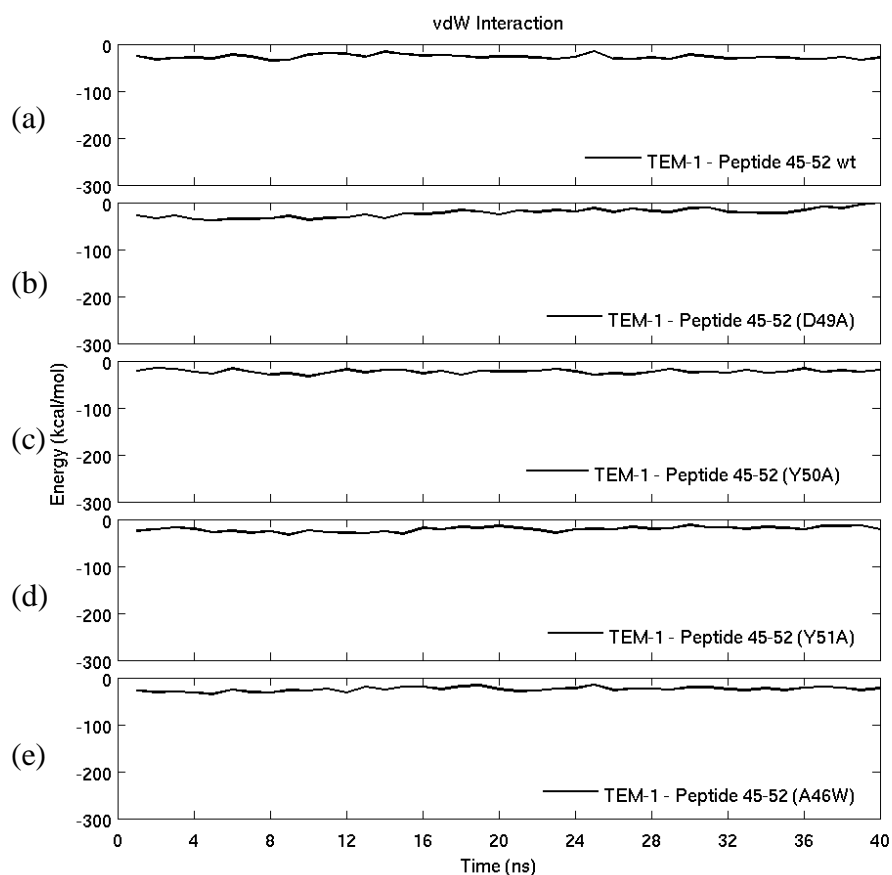 vdW Interaction
0
-100
(a)
-200
TEM-1 - Peptide 45-52 wt
-300
0
-100
(b)
-200
TEM-1 - Peptide 45-52 (D49A)
-300
0
-100
(c)
Energy (kcal/mol)
-200
TEM-1 - Peptide 45-52 (Y50A)
-300
0
-100
(d)
-200
TEM-1 - Peptide 45-52 (Y51A)
-300
0
-100
(e)
-200
TEM-1 - Peptide 45-52 (A46W)
-300
0 4 8 12 16 20 24 28 32 36 40
Time (ns)